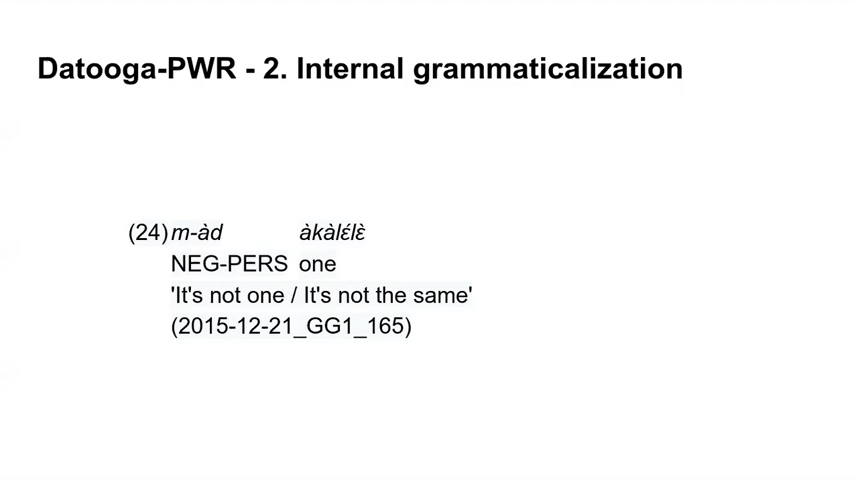 Datooga-PWR - 2. Internal grammaticalization
(24) m-àd àkàlɛ́lɛ̀
NEG-PERS one
'It's not one / It's not the same'
(2015-12-21_GG1_165)